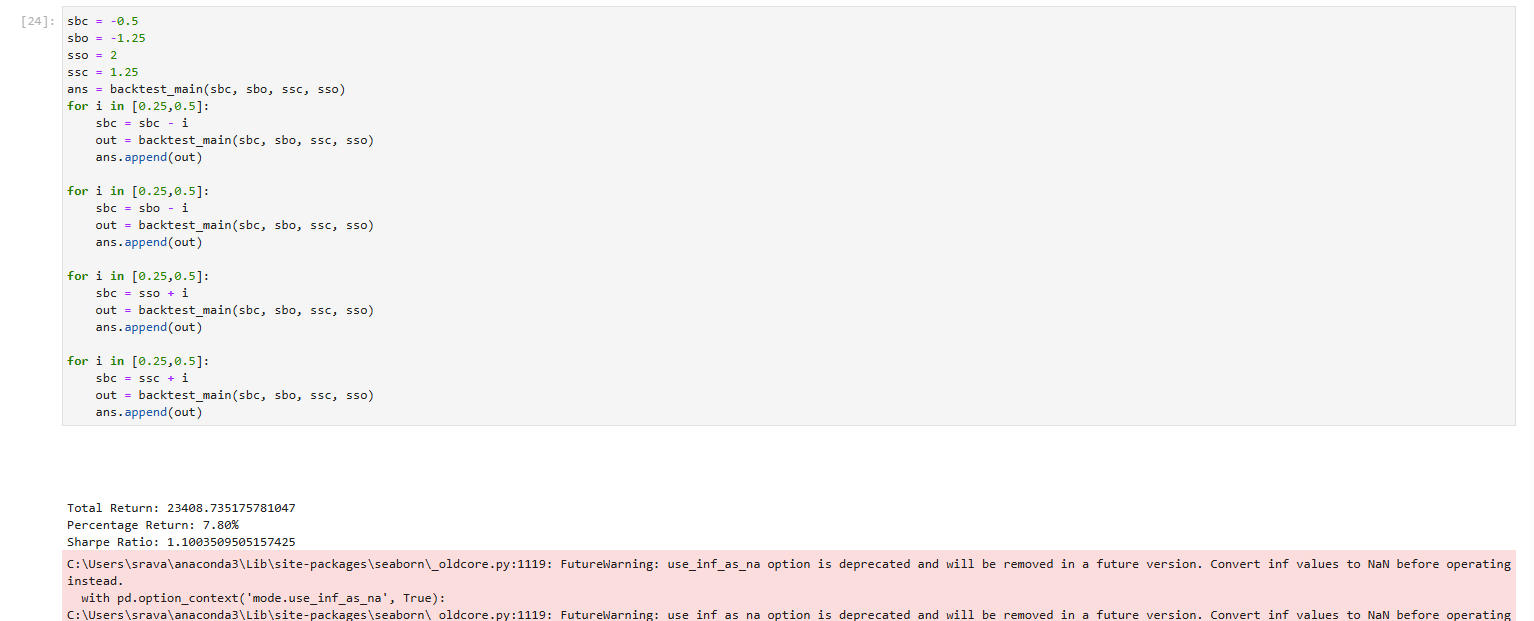 [24]:
sbc = -0.5
sbo = -1.25
sso = 2
ssc = 1.25
ans = backtest_main(sbc, sbo, ssc, sso)
for i in [0.25,0.5]:
    sbc = sbc - i
    out = backtest_main(sbc, sbo, ssc, sso)
    ans.append(out)

for i in [0.25,0.5]:
    sbc = sbo - i
    out = backtest_main(sbc, sbo, ssc, sso)
    ans.append(out)

for i in [0.25,0.5]:
    sbc = sso + i
    out = backtest_main(sbc, sbo, ssc, sso)
    ans.append(out)

for i in [0.25,0.5]:
    sbc = ssc + i
    out = backtest_main(sbc, sbo, ssc, sso)
    ans.append(out)

Total Return: 23408.735175781047
Percentage Return: 7.80%
Sharpe Ratio: 1.1003509505157425
C:\Users\srava\anaconda3\Lib\site-packages\seaborn\_oldcore.py:1119: FutureWarning: use_inf_as_na option is deprecated and will be removed in a future version. Convert inf values to NaN before operating
instead.
  with pd.option_context('mode.use_inf_as_na', True):
C:\Users\srava\anaconda3\Lib\site-packages\seaborn\_oldcore.py:1119: FutureWarning: use_inf_as_na option is deprecated and will be removed in a future version. Convert inf values to NaN before operating